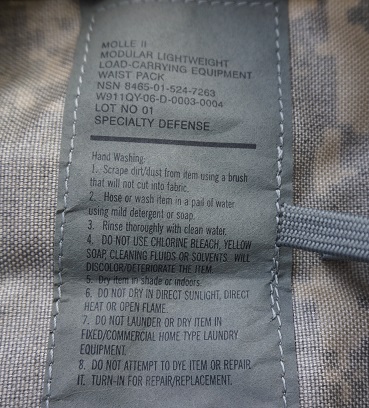 MOLLE II
MODULAR LIGHTWEIGHT
LOAD-CARRYING EQUIPMENT
WAIST PACK
NSN 8465-01-524-7263
W911QY-06-D-0003-0004
LOT NO 01
SPECIALTY DEFENSE
Hand Washing:
1. Scrape dirt/dust from item using a brush
that will not cut into fabric.
2. Hose or wash item in a pail of water
using mild detergent or soap.
3. Rinse thoroughly with clean water.
4. DO NOT USE CHLORINE BLEACH, YELLOW
SOAP, CLEANING FLUIDS OR SOLVENTS WILL
DISCOLOR/DETERIORATE THE ITEM.
5. Dry item in shade or indoors.
6. DO NOT DRY IN DIRECT SUNLIGHT, DIRECT
HEAT OR OPEN FLAME.
7. DO NOT LAUNDER OR DRY ITEM IN
FIXED/COMMERCIAL HOME TYPE LAUNDRY
EQUIPMENT.
8. DO NOT ATTEMPT TO DYE ITEM OR REPAIR
IT. TURN-IN FOR REPAIR/REPLACEMENT.